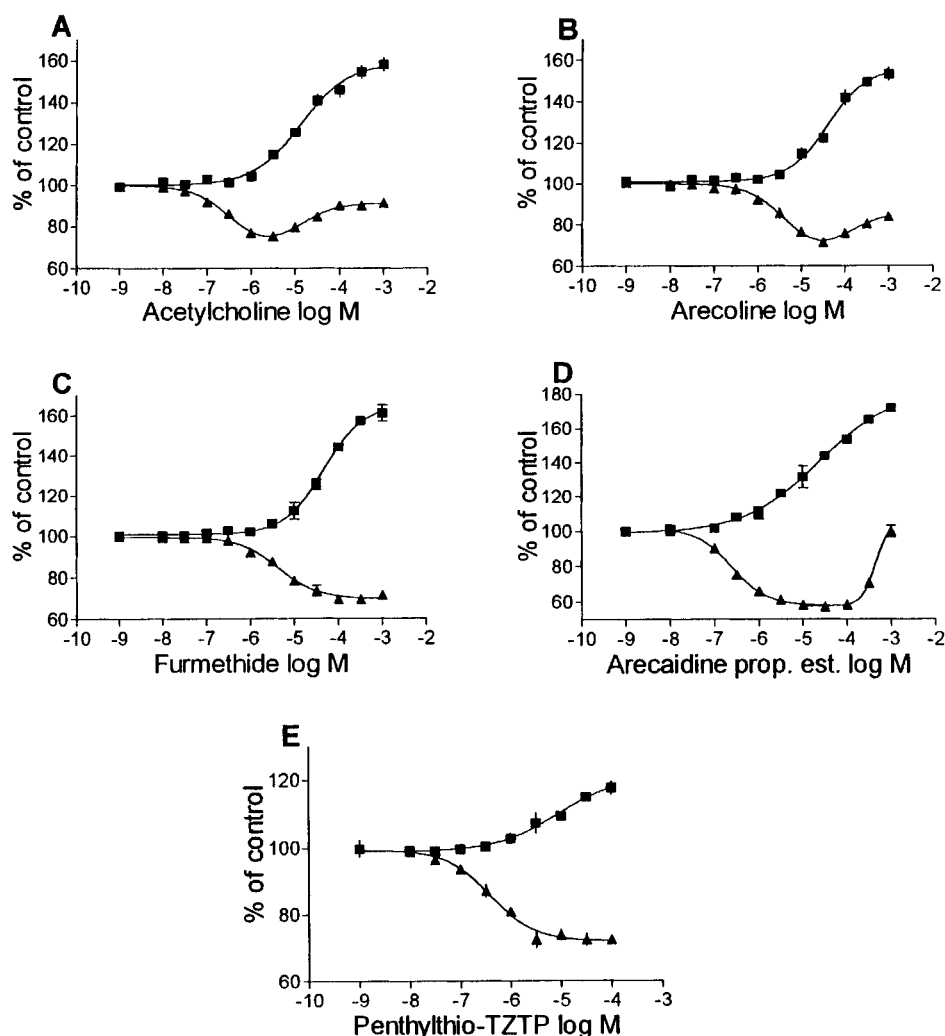 A
160
140
120
100
80
60
% of control
-10 -9 -8 -7 -6 -5 -4 -3 -2
Acetylcholine log M
B
160
140
120
100
80
60
% of control
-10 -9 -8 -7 -6 -5 -4 -3 -2
Arecoline log M
C
160
140
120
100
80
60
% of control
-10 -9 -8 -7 -6 -5 -4 -3 -2
Furmethide log M
D
180
160
140
120
100
80
60
% of control
-10 -9 -8 -7 -6 -5 -4 -3 -2
Arecaidine prop. est. log M
E
120
100
80
60
% of control
-10 -9 -8 -7 -6 -5 -4 -3
Penthylthio-TZTP log M